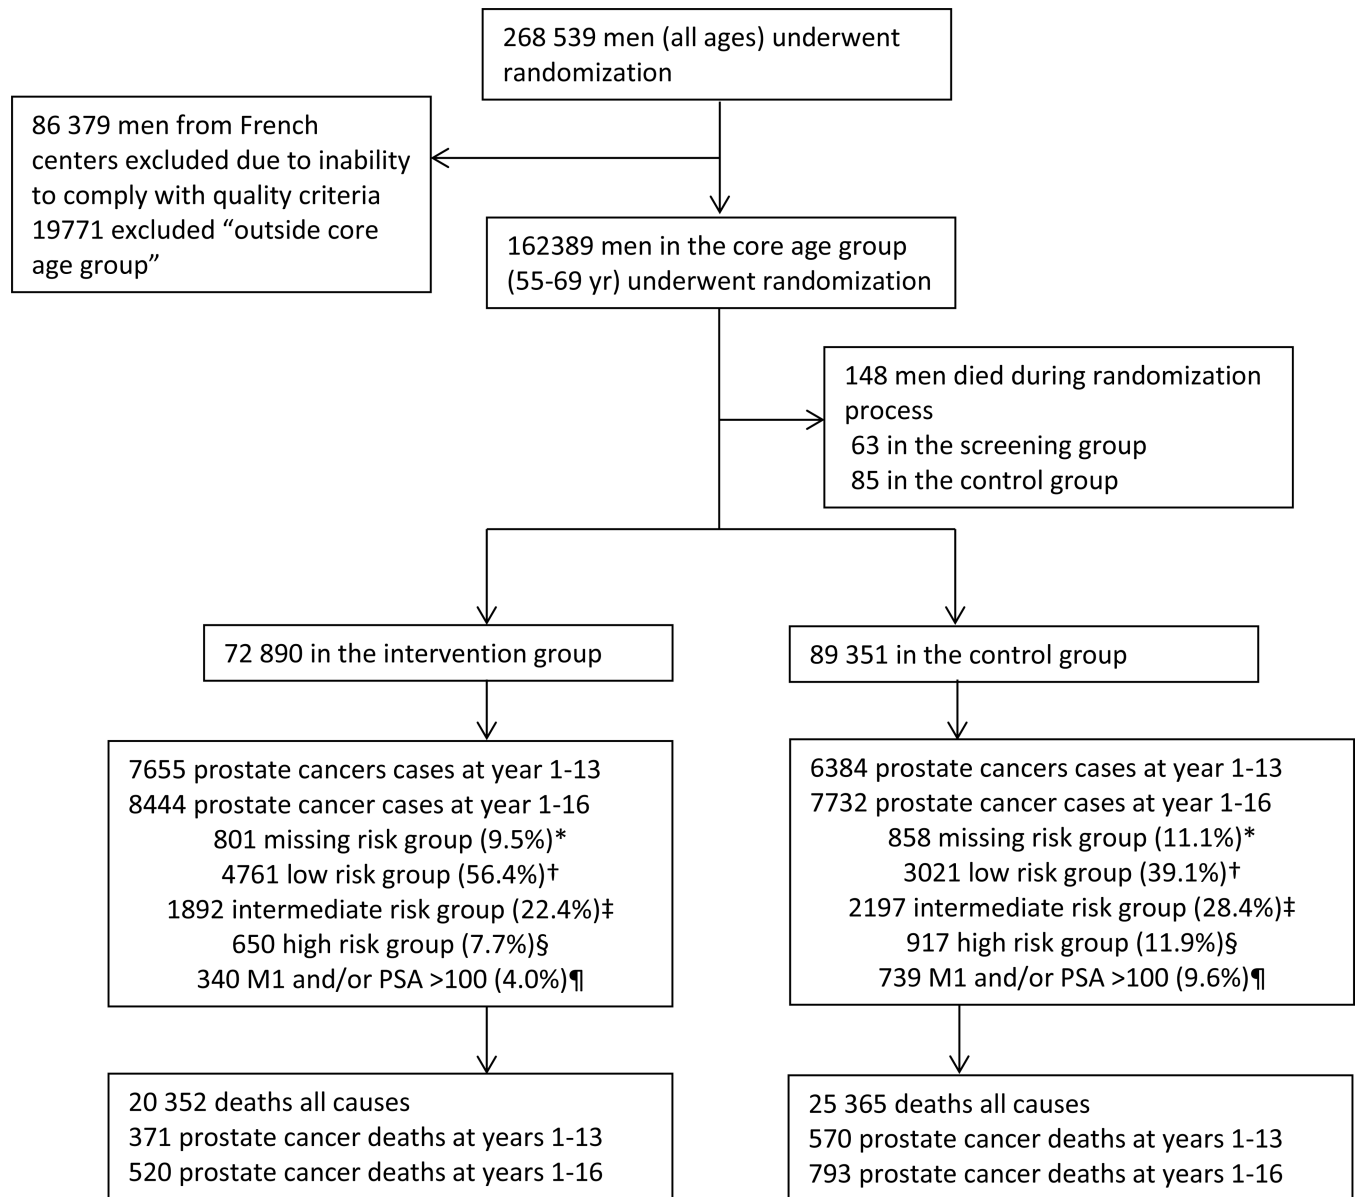 268 539 men (all ages) underwent
randomization
86 379 men from French
centers excluded due to inability
to comply with quality criteria
19771 excluded “outside core
age group”
162389 men in the core age group
(55-69 yr) underwent randomization
148 men died during randomization
process
63 in the screening group
85 in the control group
72 890 in the intervention group
89 351 in the control group
7655 prostate cancers cases at year 1-13
8444 prostate cancer cases at year 1-16
801 missing risk group (9.5%)*
4761 low risk group (56.4%)†
1892 intermediate risk group (22.4%)‡
650 high risk group (7.7%)§
340 M1 and/or PSA >100 (4.0%)¶
6384 prostate cancers cases at year 1-13
7732 prostate cancer cases at year 1-16
858 missing risk group (11.1%)*
3021 low risk group (39.1%)†
2197 intermediate risk group (28.4%)‡
917 high risk group (11.9%)§
739 M1 and/or PSA >100 (9.6%)¶
20 352 deaths all causes
371 prostate cancer deaths at years 1-13
520 prostate cancer deaths at years 1-16
25 365 deaths all causes
570 prostate cancer deaths at years 1-13
793 prostate cancer deaths at years 1-16